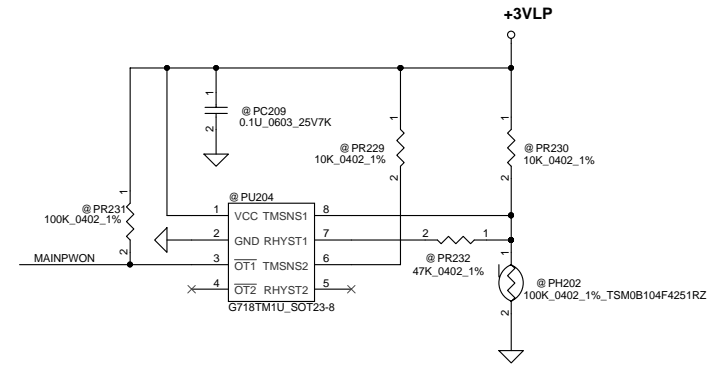 +3VLP
1
2
@ PC209
0.1U_0603_25V7K
1
2
@ PR229
10K_0402_1%
1
2
@ PR230
10K_0402_1%
1
2
@ PR231
100K_0402_1%
MAINPWON
@ PU204
1 VCC TMSNS1 8
2 GND RHYST1 7
3 OT1 TMSNS2 6
4 OT2 RHYST2 5
G718TM1U_SOT23-8
2 1
@ PR232
47K_0402_1%
1
2
@ PH202
100K_0402_1%_TSM0B104F4251RZ